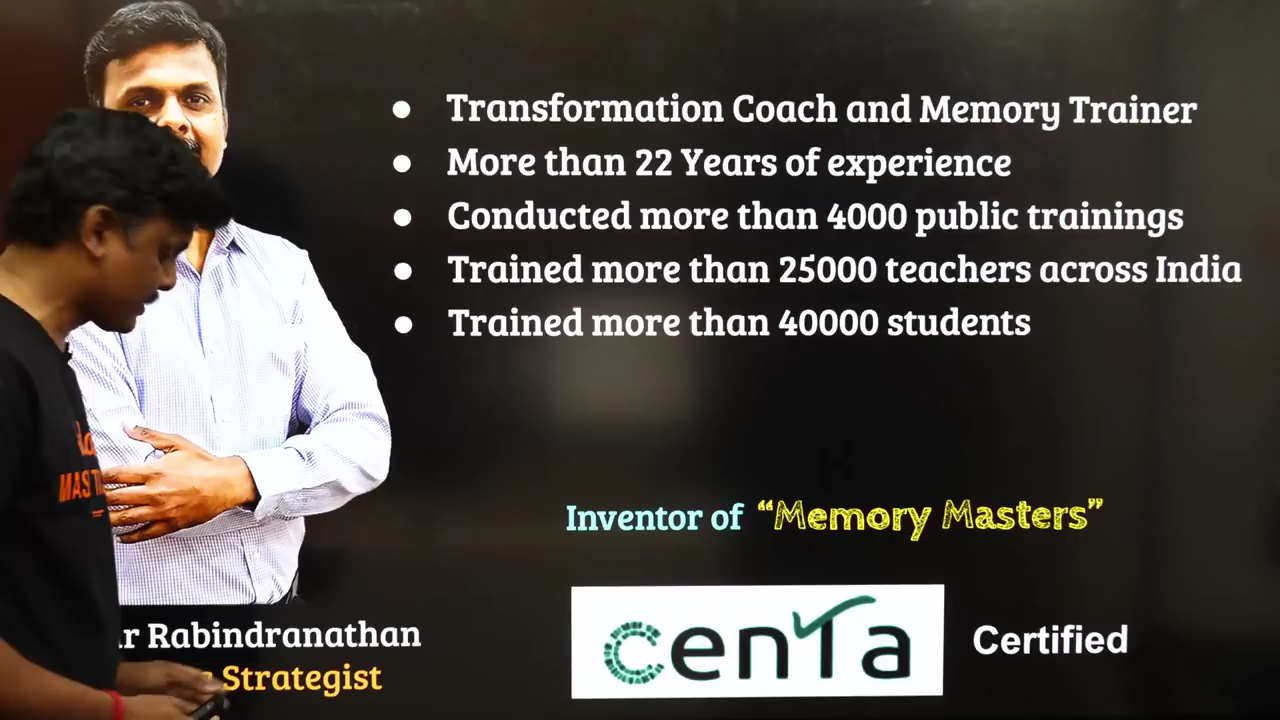 Transformation Coach and Memory Trainer
More than 22 Years of experience
Conducted more than 4000 public trainings
Trained more than 25000 teachers across India
Trained more than 40000 students
Inventor of “Memory Masters”
centa Certified
Rabindranathan
Strategist